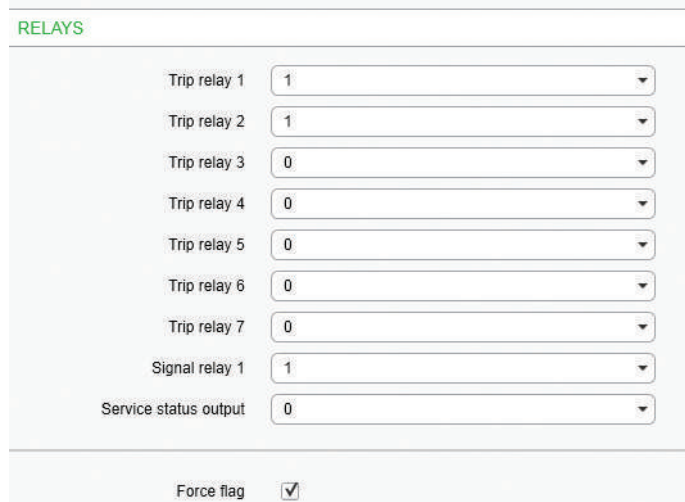 RELAYS
Trip relay 1 1
Trip relay 2 1
Trip relay 3 0
Trip relay 4 0
Trip relay 5 0
Trip relay 6 0
Trip relay 7 0
Signal relay 1 1
Service status output 0
Force flag